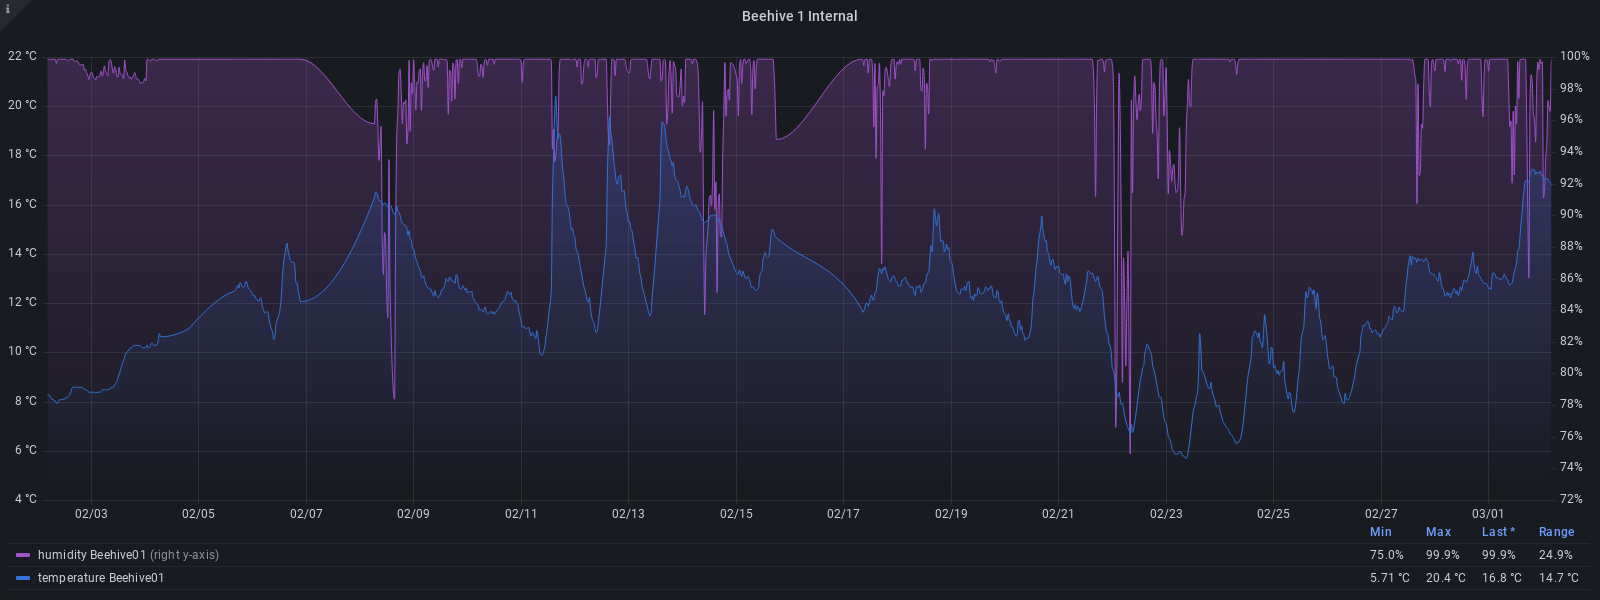 i
Beehive 1 Internal
22 °C 100%
98%
20 °C
96%
18 °C 94%
92%
16 °C
90%
14 °C 88%
86%
12 °C 84%
82%
10 °C
80%
8 °C 78%
76%
6 °C
74%
4 °C 72%
02/03 02/05 02/07 02/09 02/11 02/13 02/15 02/17 02/19 02/21 02/23 02/25 02/27 03/01
Min Max Last * Range
humidity Beehive01 (right y-axis) 75.0% 99.9% 99.9% 24.9%
temperature Beehive01 5.71 °C 20.4 °C 16.8 °C 14.7 °C